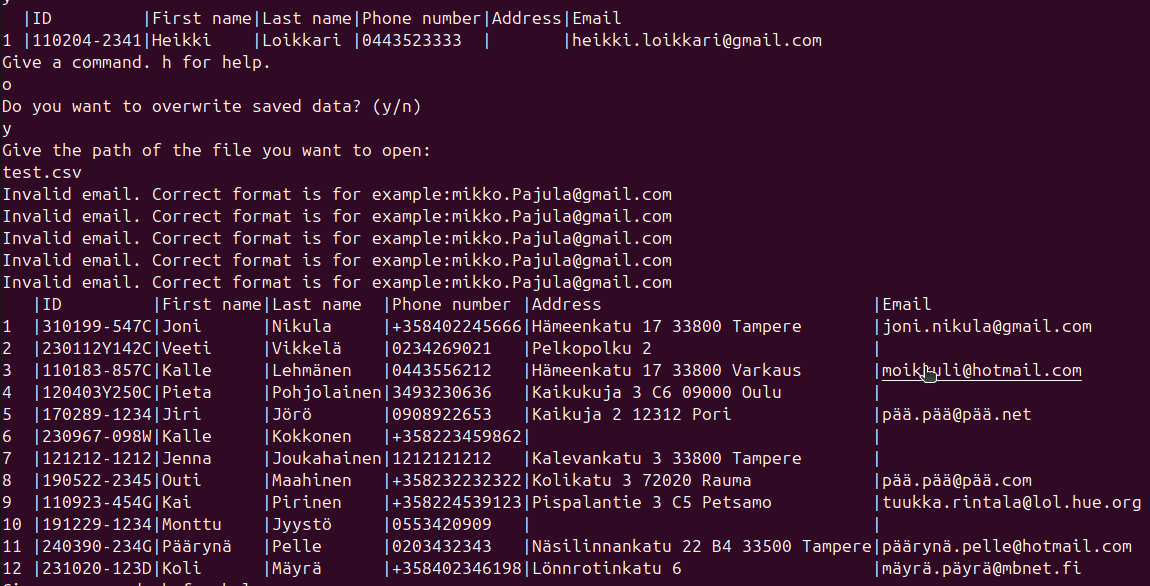 y
  |ID         |First name|Last name|Phone number|Address|Email
1 |110204-2341|Heikki    |Loikkari |0443523333  |       |heikki.loikkari@gmail.com
Give a command. h for help.
o
Do you want to overwrite saved data? (y/n)
y
Give the path of the file you want to open:
test.csv
Invalid email. Correct format is for example:mikko.Pajula@gmail.com
Invalid email. Correct format is for example:mikko.Pajula@gmail.com
Invalid email. Correct format is for example:mikko.Pajula@gmail.com
Invalid email. Correct format is for example:mikko.Pajula@gmail.com
Invalid email. Correct format is for example:mikko.Pajula@gmail.com
   |ID         |First name|Last name  |Phone number |Address                           |Email
1  |310199-547C|Joni      |Nikula     |+358402245666|Hämeenkatu 17 33800 Tampere       |joni.nikula@gmail.com
2  |230112Y142C|Veeti     |Vikkelä    |0234269021   |Pelkopolku 2                      |
3  |110183-857C|Kalle     |Lehmänen   |0443556212   |Hämeenkatu 17 33800 Varkaus       |moikkuli@hotmail.com
4  |120403Y250C|Pieta     |Pohjolainen|3493230636   |Kaikukuja 3 C6 09000 Oulu         |
5  |170289-1234|Jiri      |Jörö       |0908922653   |Kaikuja 2 12312 Pori              |pää.pää@pää.net
6  |230967-098W|Kalle     |Kokkonen   |+358223459862|                                  |
7  |121212-1212|Jenna     |Joukahainen|1212121212   |Kalevankatu 3 33800 Tampere       |
8  |190522-2345|Outi      |Maahinen   |+358232232322|Kolikatu 3 72020 Rauma            |pää.pää@pää.com
9  |110923-454G|Kai       |Pirinen    |+358224539123|Pispalantie 3 C5 Petsamo          |tuukka.rintala@lol.hue.org
10 |191229-1234|Monttu    |Jyystö     |0553420909   |                                  |
11 |240390-234G|Päärynä   |Pelle      |0203432343   |Näsilinnankatu 22 B4 33500 Tampere|päärynä.pelle@hotmail.com
12 |231020-123D|Koli      |Mäyrä      |+358402346198|Lönnrotinkatu 6                   |mäyrä.päyrä@mbnet.fi